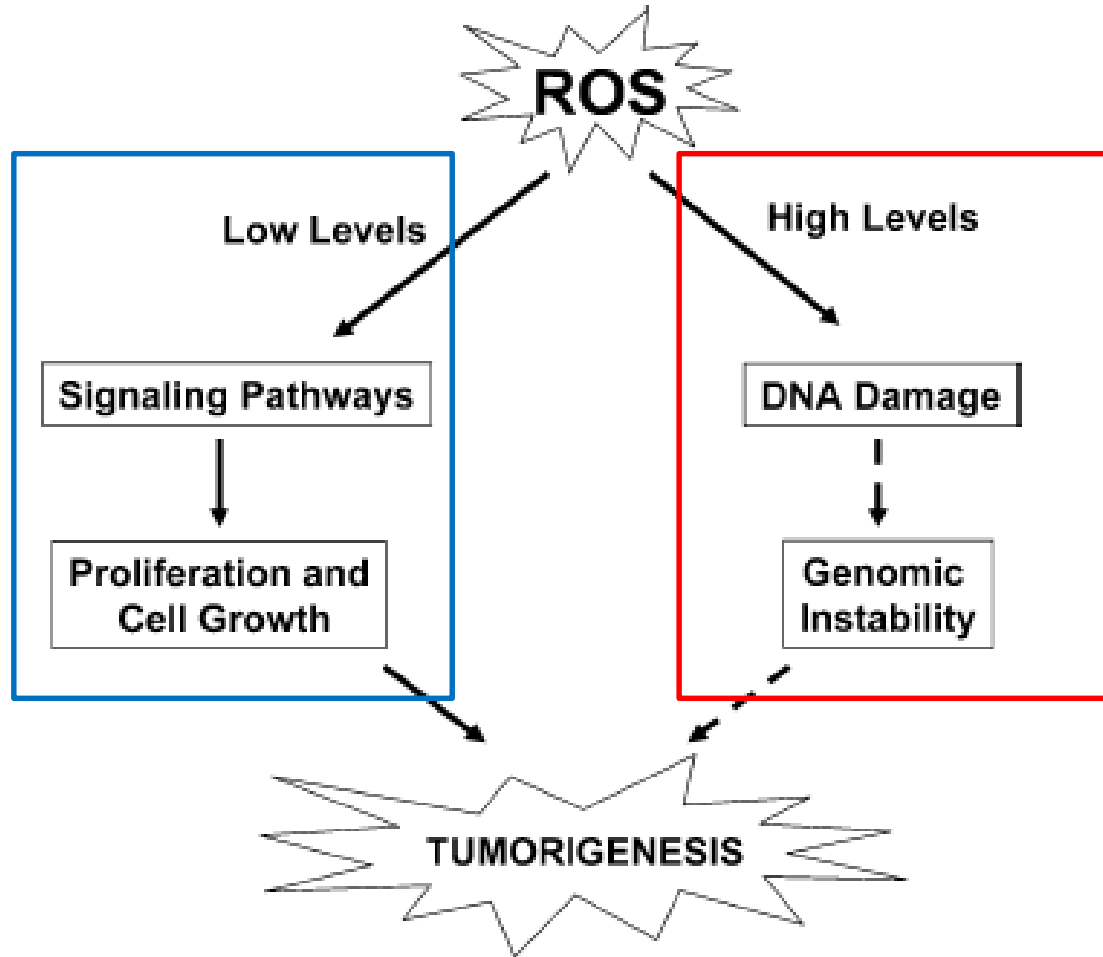 ROS
Low Levels
High Levels
Signaling Pathways
DNA Damage
Proliferation and
Cell Growth
Genomic
Instability
TUMORIGENESIS